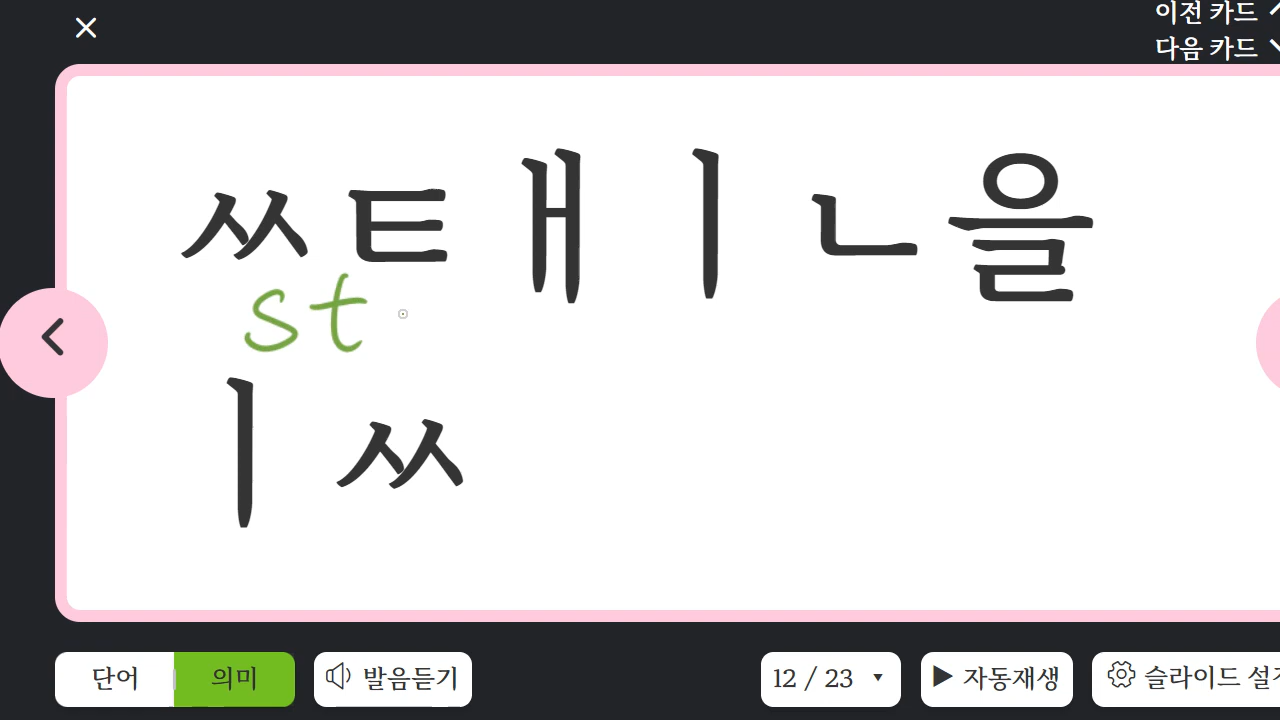 이전 카드
다음 카드
ㅆㅌㅐㅣㄴ을
st
ㅣㅆ
단어 의미 발음듣기 12 / 23 자동재생 슬라이드